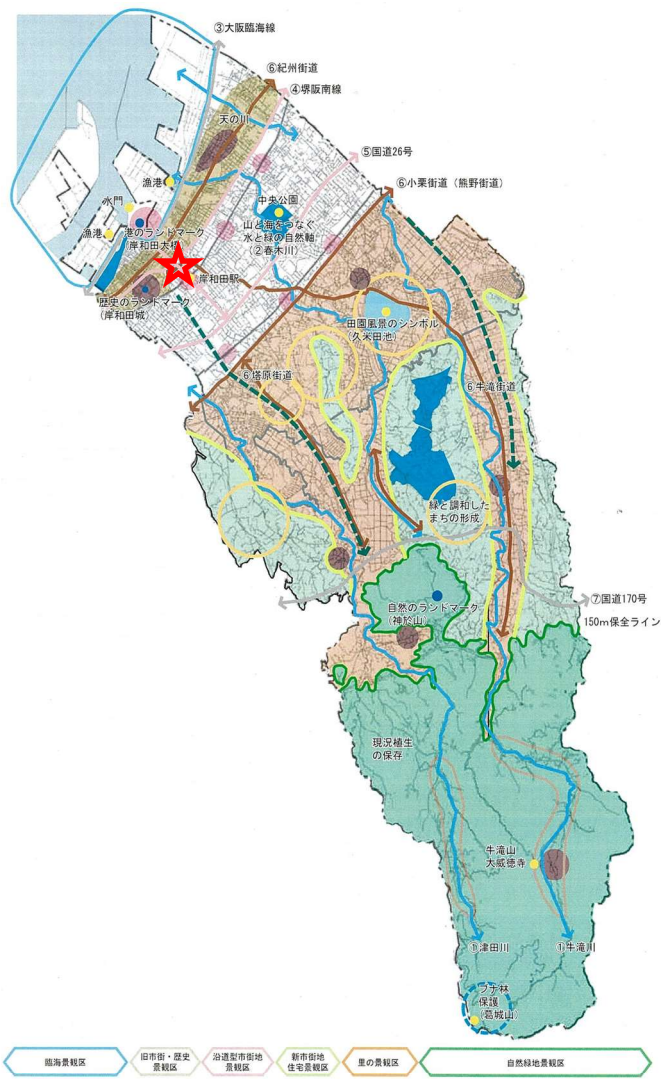 ③大阪臨海線
⑥紀州街道
④堺阪南線
天の川
⑤国道26号
漁港
⑥小栗街道（熊野街道）
水門
中央公園
漁港
港のランドマーク
（岸和田大橋）
山と海をつなぐ
水と緑の自然軸
（②春木川）
岸和田駅
歴史のランドマーク
（岸和田城）
田園風景のシンボル
（久米田池）
⑥塔原街道
⑥牛滝街道
緑と調和した
まちの形成
⑦国道170号
自然のランドマーク
（神於山）
150m保全ライン
現況植生
の保存
牛滝山
大威徳寺
①津田川
①牛滝川
ブナ林
保護
（葛城山）
臨海景観区
旧市街・歴史
景観区
沿道型市街地
景観区
新市街地
住宅景観区
里の景観区
自然緑地景観区